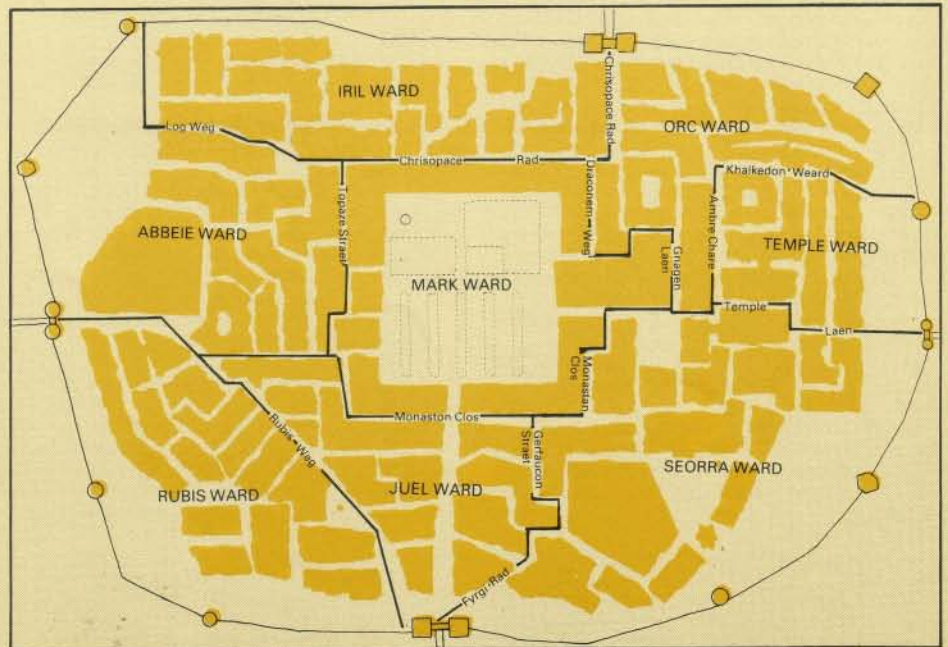 IRIL WARD
Chrisopace Rad
ORC WARD
Log Weg
Chrisopace Rad
Draconem Weg
Khalkedon Weard
Topaze Straet
Ambre Chare
ABBEIE WARD
TEMPLE WARD
Gnagen
Laen
MARK WARD
Temple
Laen
Monastan
Clos
Monaston Clos
Rubis Weg
Gerfaucon
Straet
SEORRA WARD
JUEL WARD
RUBIS WARD
Fyrgi Rad